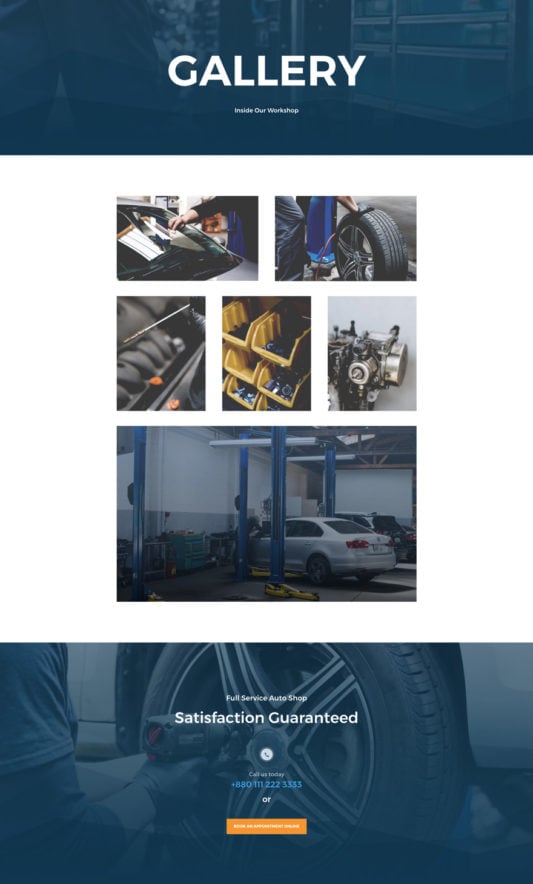 GALLERY
Inside Our Workshop
Full Service Auto Shop
Satisfaction Guaranteed
Call us today
+880 111 222 3333
or
BOOK AN APPOINTMENT ONLINE